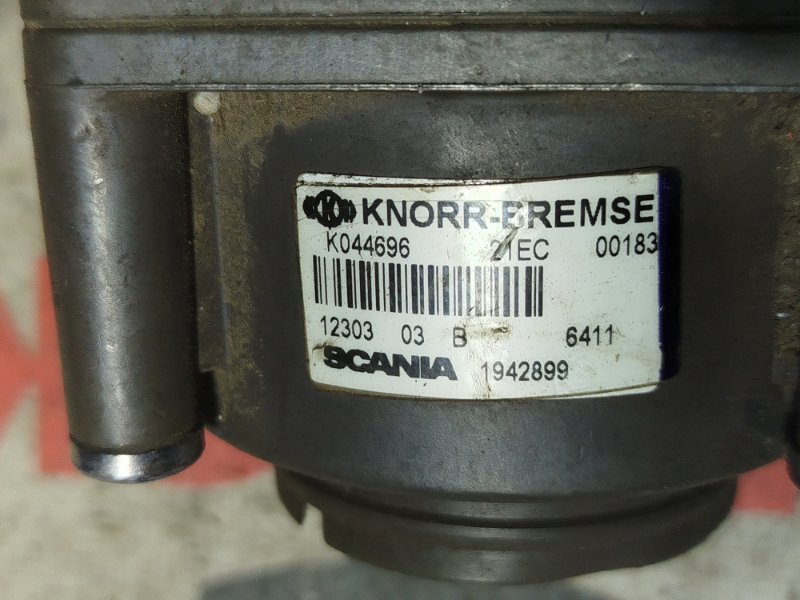 KNORR-BREMSE
K044696 21EC 00183
12303 03 B 6411
SCANIA 1942899